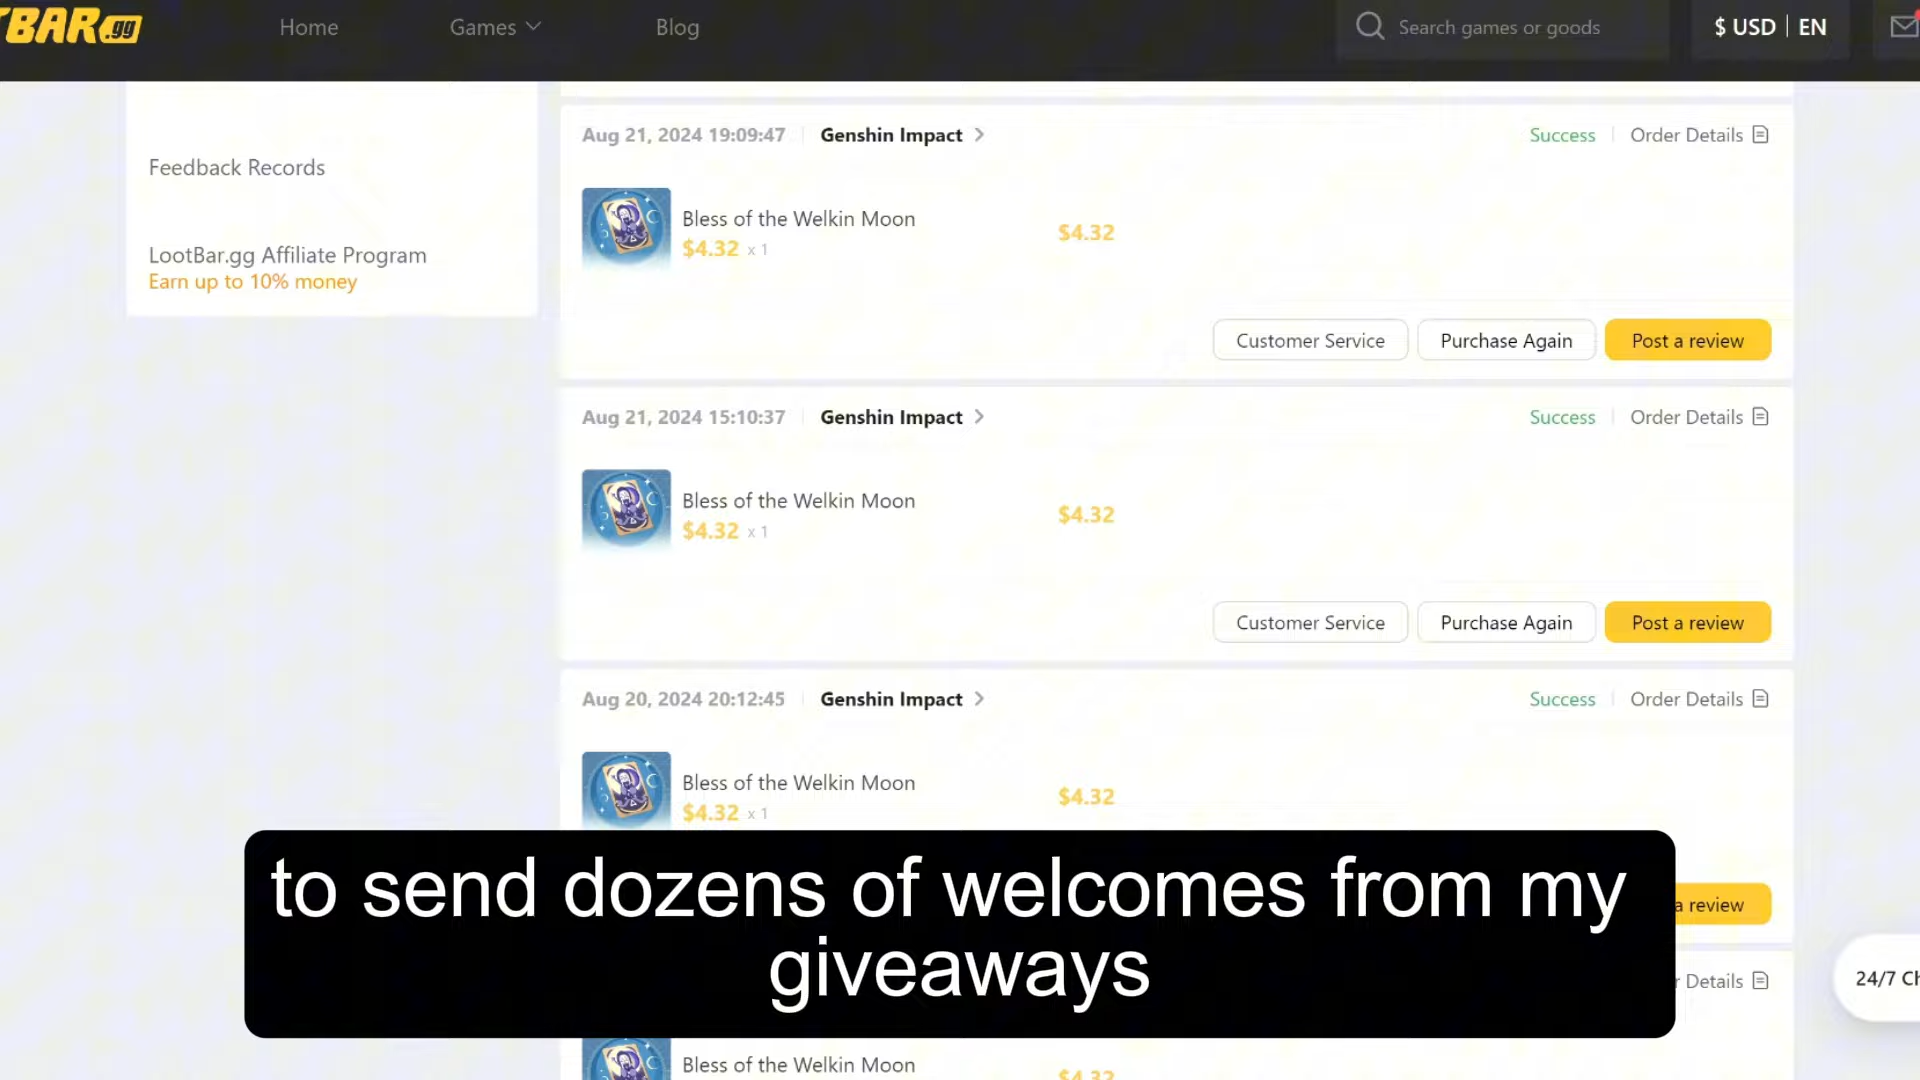 TBAR.gg
Home
Games
Blog
Search games or goods
$ USD | EN
Feedback Records
LootBar.gg Affiliate Program
Earn up to 10% money
Aug 21, 2024 19:09:47
Genshin Impact >
Success
Order Details
Bless of the Welkin Moon
$4.32 x 1
$4.32
Customer Service
Purchase Again
Post a review
Aug 21, 2024 15:10:37
Genshin Impact >
Success
Order Details
Bless of the Welkin Moon
$4.32 x 1
$4.32
Customer Service
Purchase Again
Post a review
Aug 20, 2024 20:12:45
Genshin Impact >
Success
Order Details
Bless of the Welkin Moon
$4.32 x 1
$4.32
a review
to send dozens of welcomes from my
giveaways
r Details
24/7 Ch
Bless of the Welkin Moon
$4.32